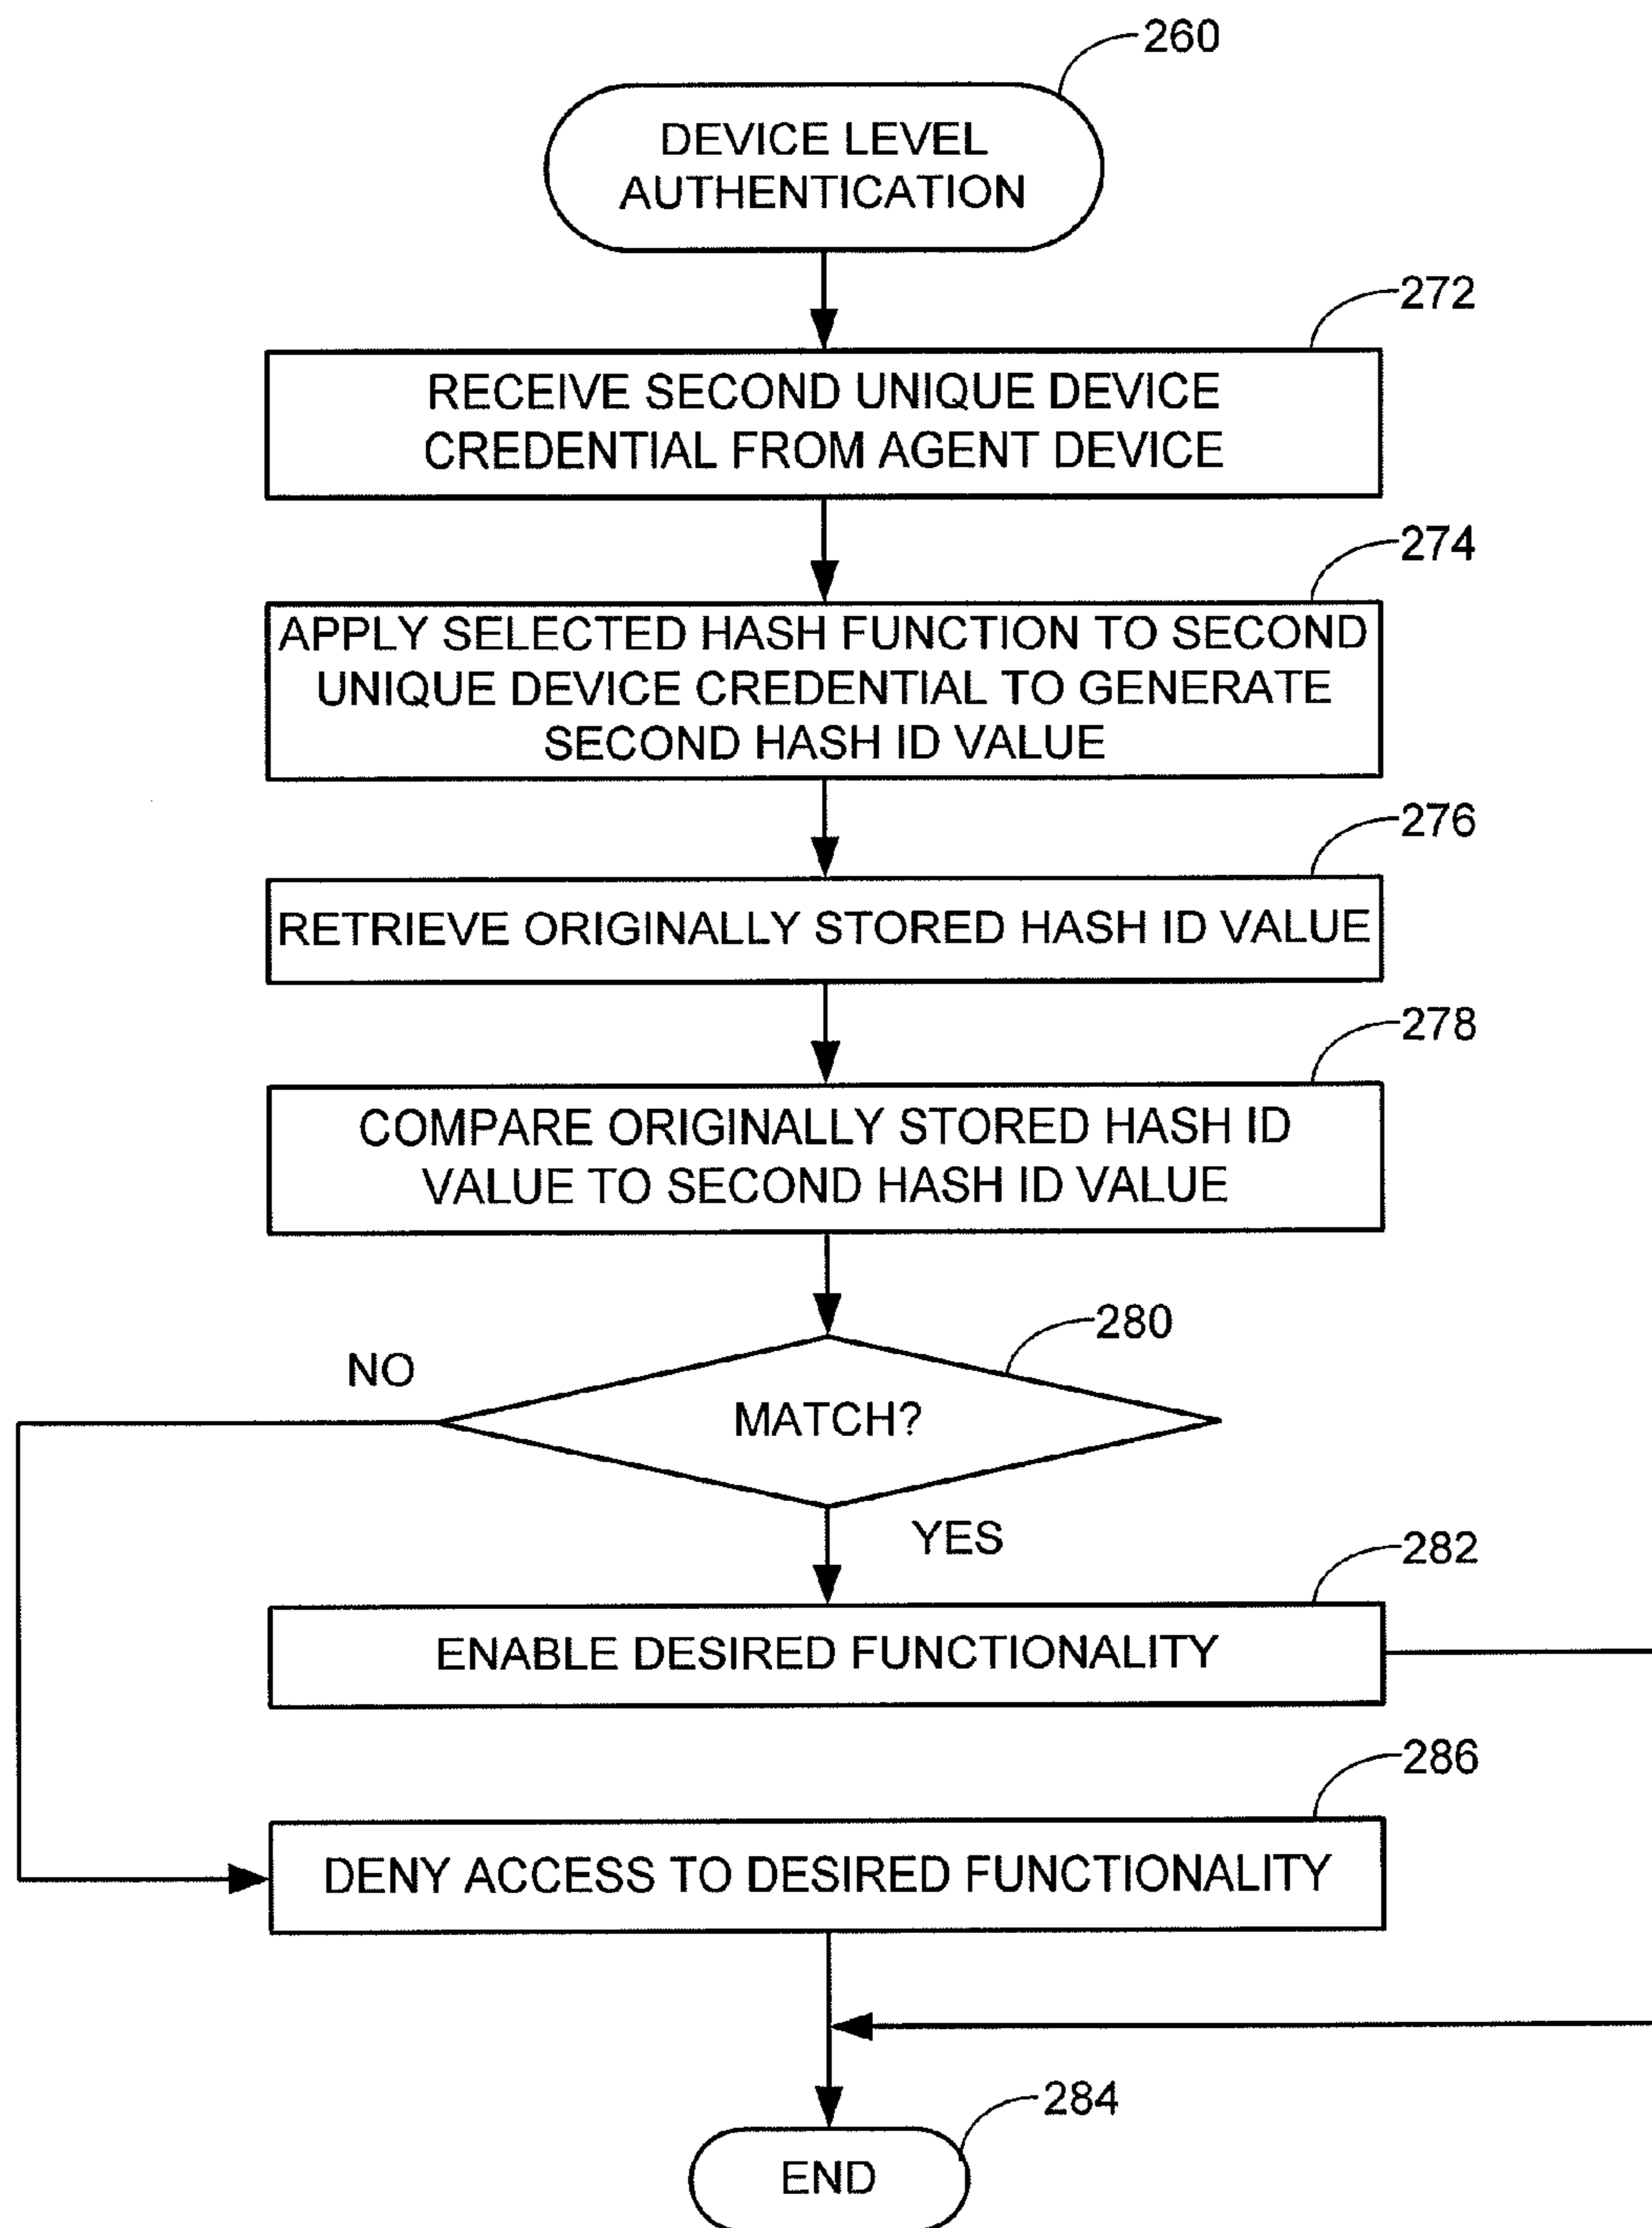 260
DEVICE LEVEL
AUTHENTICATION
272
RECEIVE SECOND UNIQUE DEVICE
CREDENTIAL FROM AGENT DEVICE
274
APPLY SELECTED HASH FUNCTION TO SECOND
UNIQUE DEVICE CREDENTIAL TO GENERATE
SECOND HASH ID VALUE
276
RETRIEVE ORIGINALLY STORED HASH ID VALUE
278
COMPARE ORIGINALLY STORED HASH ID
VALUE TO SECOND HASH ID VALUE
280
NO
MATCH?
YES
282
ENABLE DESIRED FUNCTIONALITY
286
DENY ACCESS TO DESIRED FUNCTIONALITY
284
END